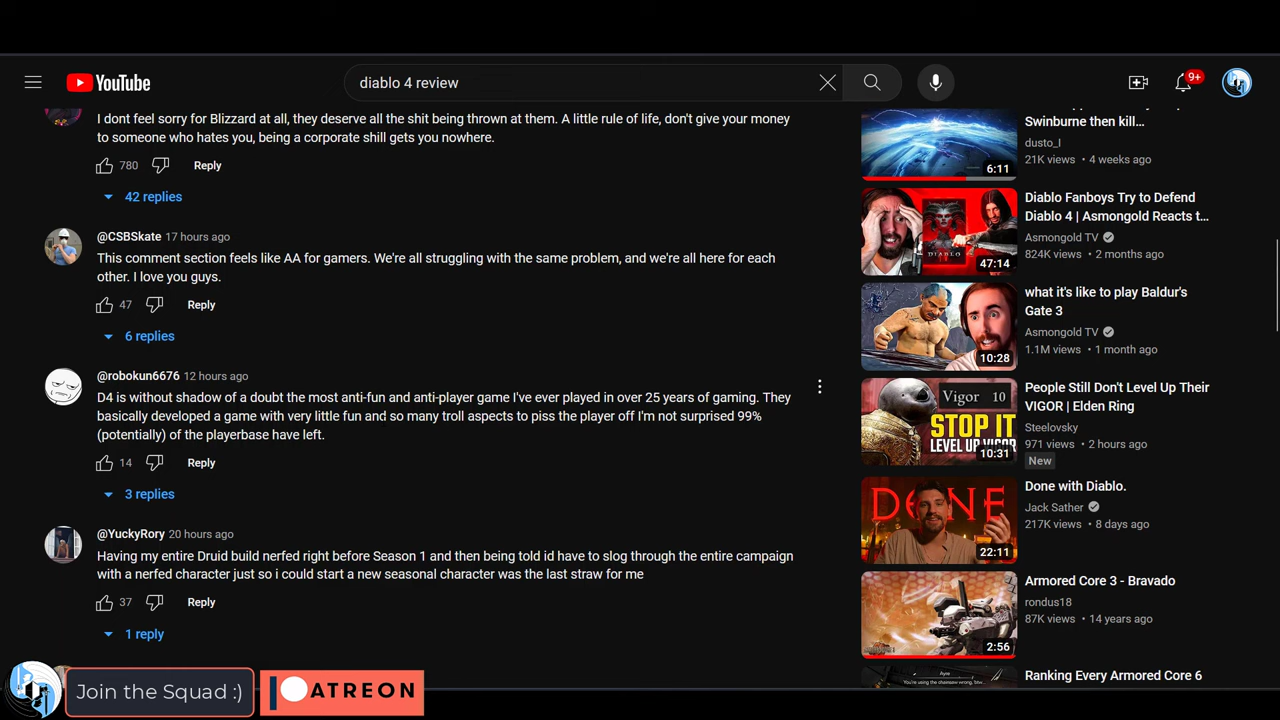 YouTube
diablo 4 review
9+
I dont feel sorry for Blizzard at all, they deserve all the shit being thrown at them. A little rule of life, don't give your money
to someone who hates you, being a corporate shill gets you nowhere.
780 Reply
42 replies
@CSBSkate 17 hours ago
This comment section feels like AA for gamers. We're all struggling with the same problem, and we're all here for each
other. I love you guys.
47 Reply
6 replies
@robokun6676 12 hours ago
D4 is without shadow of a doubt the most anti-fun and anti-player game I've ever played in over 25 years of gaming. They
basically developed a game with very little fun and so many troll aspects to piss the player off I'm not surprised 99%
(potentially) of the playerbase have left.
14 Reply
3 replies
@YuckyRory 20 hours ago
Having my entire Druid build nerfed right before Season 1 and then being told id have to slog through the entire campaign
with a nerfed character just so i could start a new seasonal character was the last straw for me
37 Reply
1 reply
Join the Squad :)
ATREON
Swinburne then kill...
dusto_I
21K views • 4 weeks ago
6:11
Diablo Fanboys Try to Defend
Diablo 4 | Asmongold Reacts t...
Asmongold TV
824K views • 2 months ago
DIABLO
47:14
what it's like to play Baldur's
Gate 3
Asmongold TV
1.1M views • 1 month ago
10:28
People Still Don't Level Up Their
VIGOR | Elden Ring
Steelovsky
971 views • 2 hours ago
New
Vigor 10
STOP IT
LEVEL UP VIGOR
10:31
Done with Diablo.
Jack Sather
217K views • 8 days ago
DONE
22:11
Armored Core 3 - Bravado
rondus18
87K views • 14 years ago
2:56
Ranking Every Armored Core 6
Ayre
You're using the chainsaw wrong, btw...